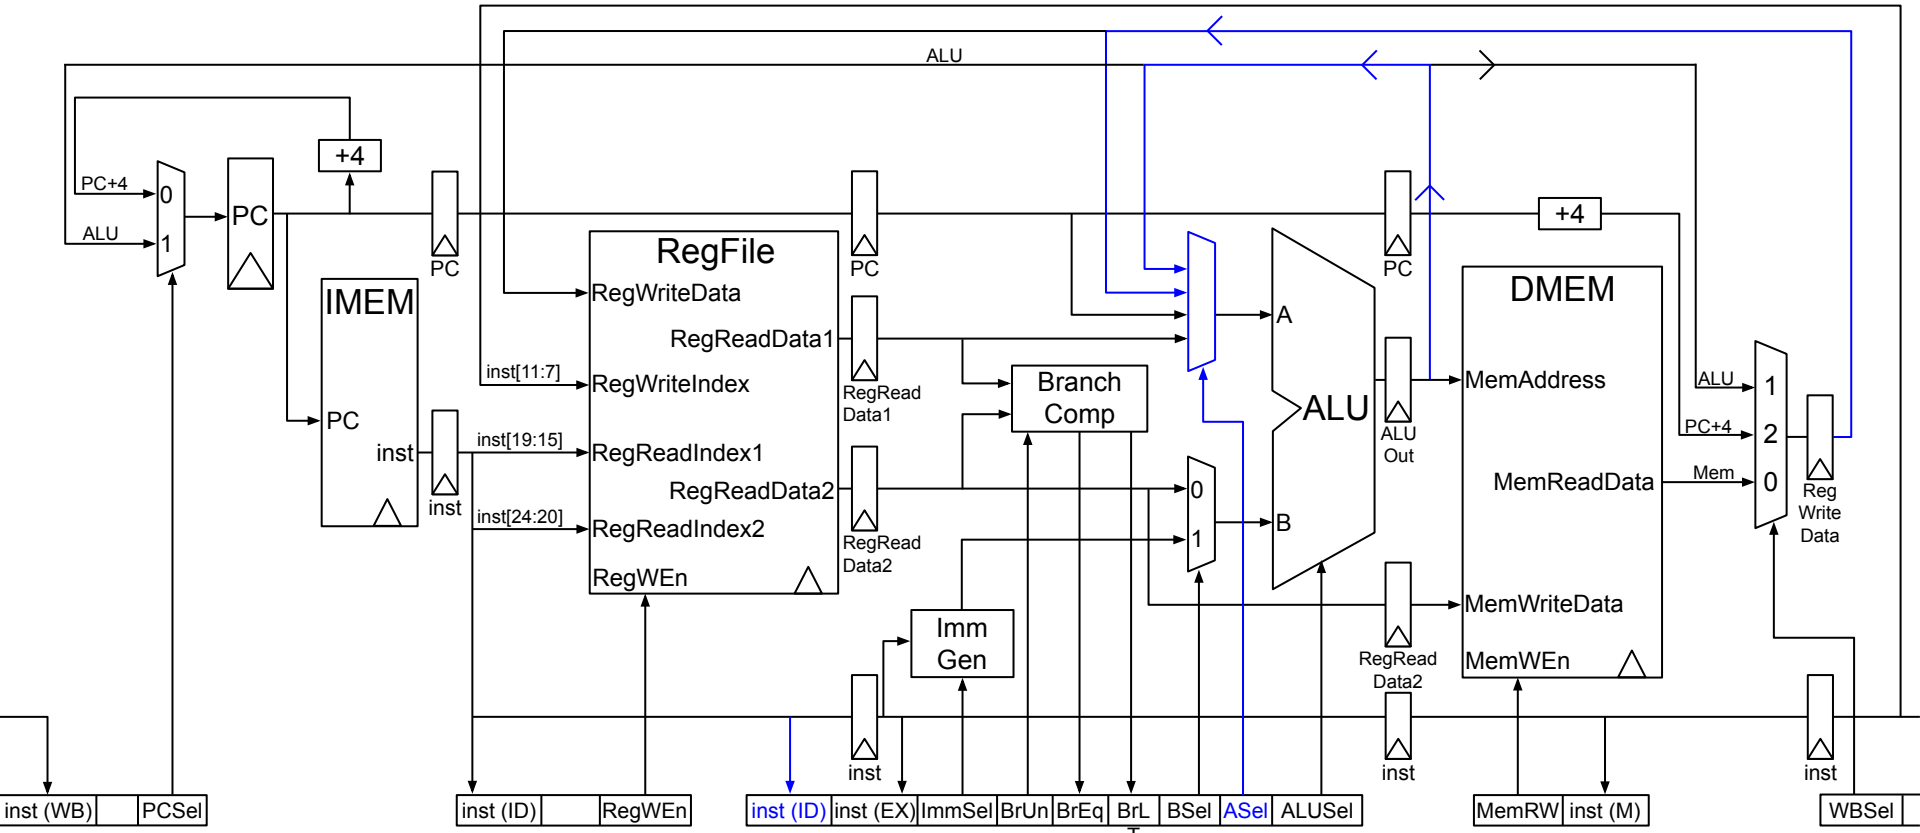 ALU
+4
PC+4
0
ALU
1
PC
PC
IMEM
PC
inst
inst
RegFile
RegWriteData
RegReadData1
inst[11:7]
RegWriteIndex
inst[19:15]
RegReadIndex1
RegReadData2
inst[24:20]
RegReadIndex2
RegWEn
PC
RegRead
Data1
RegRead
Data2
Branch
Comp
Imm
Gen
0
1
A
ALU
B
PC
ALU
Out
RegRead
Data2
+4
DMEM
MemAddress
MemReadData
MemWriteData
MemWEn
ALU
1
PC+4
2
Mem
0
Reg
Write
Data
inst
inst
inst
inst (WB)
PCSel
inst (ID)
RegWEn
inst (ID)
inst (EX)
ImmSel
BrUn
BrEq
BrL
T
BSel
ASel
ALUSel
MemRW
inst (M)
WBSel